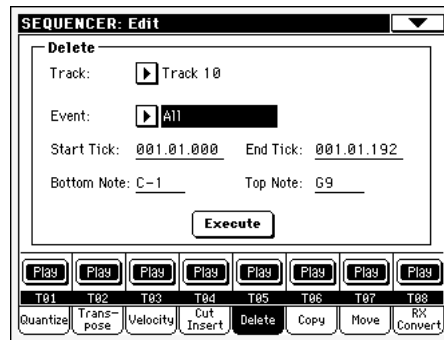 SEQUENCER: Edit
Delete
Track: Track 10
Event: All
Start Tick: 001.01.000 End Tick: 001.01.192
Bottom Note: C-1 Top Note: G9
Execute
Play Play Play Play Play Play Play Play
T01 T02 T03 T04 T05 T06 T07 T08
Quantize Trans-pose Velocity Cut Insert Delete Copy Move RX Convert